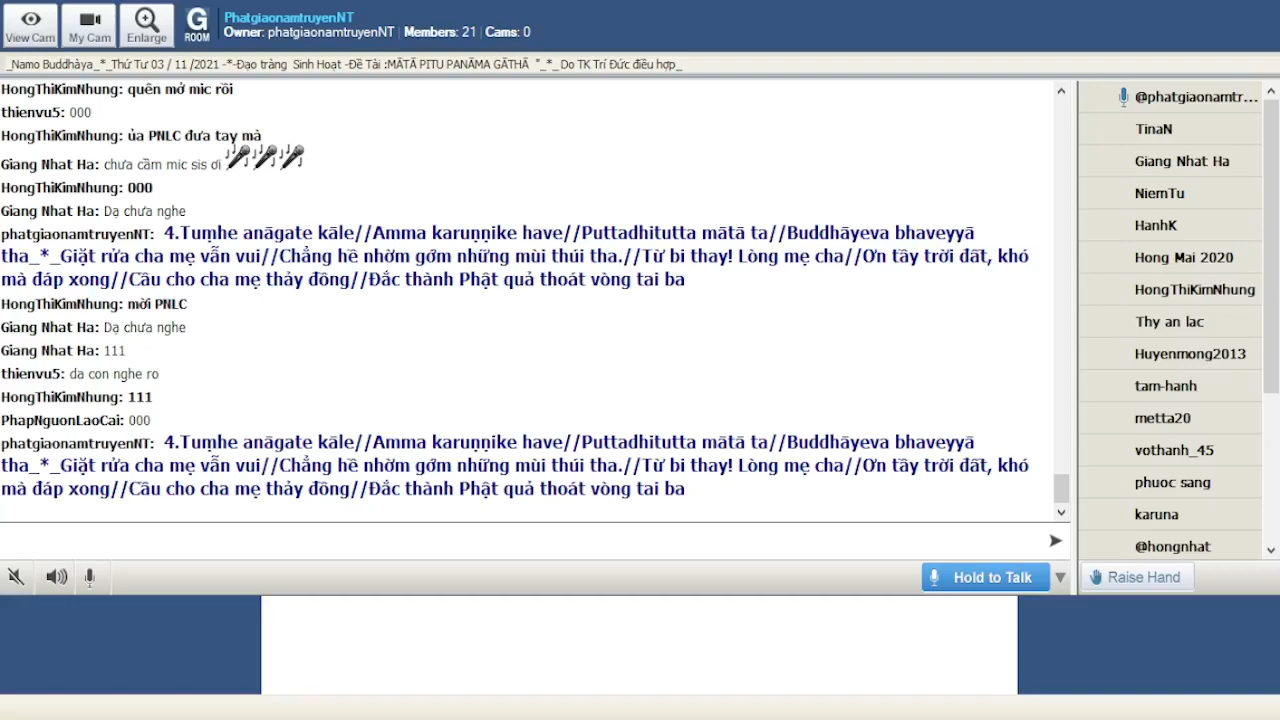 View Cam
My Cam
Enlarge
G
ROOM
PhatgiaonamtruyenNT
Owner: phatgiaonamtruyenNT | Members: 21 | Cams: 0
_Namo Buddhàya_*_Thứ Tư 03 / 11 /2021 -*-Đạo tràng Sinh Hoạt -Đề Tài :MĀTĀ PITU PANĀMA GĀTHĀ "_*_ Do TK Trí Đức điều hợp_
HongThiKimNhung: quên mở mic rồi
thienvu5: 000
HongThiKimNhung: ủa PNLC đưa tay mà
Giang Nhat Ha: chưa cầm mic sis ơi
HongThiKimNhung: 000
Giang Nhat Ha: Dạ chưa nghe
phatgiaonamtruyenNT: 4.Tuṃhe anāgate kāle//Amma karuṇṇike have//Puttadhitutta mātā ta//Buddhāyeva bhaveyyā
tha_*_Giặt rửa cha mẹ vẫn vui//Chẳng hề nhờm gớm những mùi thúi tha.//Từ bi thay! Lòng mẹ cha//Ơn tầy trời đất, khó
mà đáp xong//Cầu cho cha mẹ thảy đồng//Đắc thành Phật quả thoát vòng tai ba
HongThiKimNhung: mời PNLC
Giang Nhat Ha: Dạ chưa nghe
Giang Nhat Ha: 111
thienvu5: da con nghe ro
HongThiKimNhung: 111
PhapNguonLaoCai: 000
phatgiaonamtruyenNT: 4.Tuṃhe anāgate kāle//Amma karuṇṇike have//Puttadhitutta mātā ta//Buddhāyeva bhaveyyā
tha_*_Giặt rửa cha mẹ vẫn vui//Chẳng hề nhờm gớm những mùi thúi tha.//Từ bi thay! Lòng mẹ cha//Ơn tầy trời đất, khó
mà đáp xong//Cầu cho cha mẹ thảy đồng//Đắc thành Phật quả thoát vòng tai ba
@phatgiaonamtr...
TinaN
Giang Nhat Ha
NiemTu
HanhK
Hong Mai 2020
HongThiKimNhung
Thy an lac
Huyenmong2013
tam-hanh
metta20
vothanh_45
phuoc sang
karuna
@hongnhat
Hold to Talk
Raise Hand